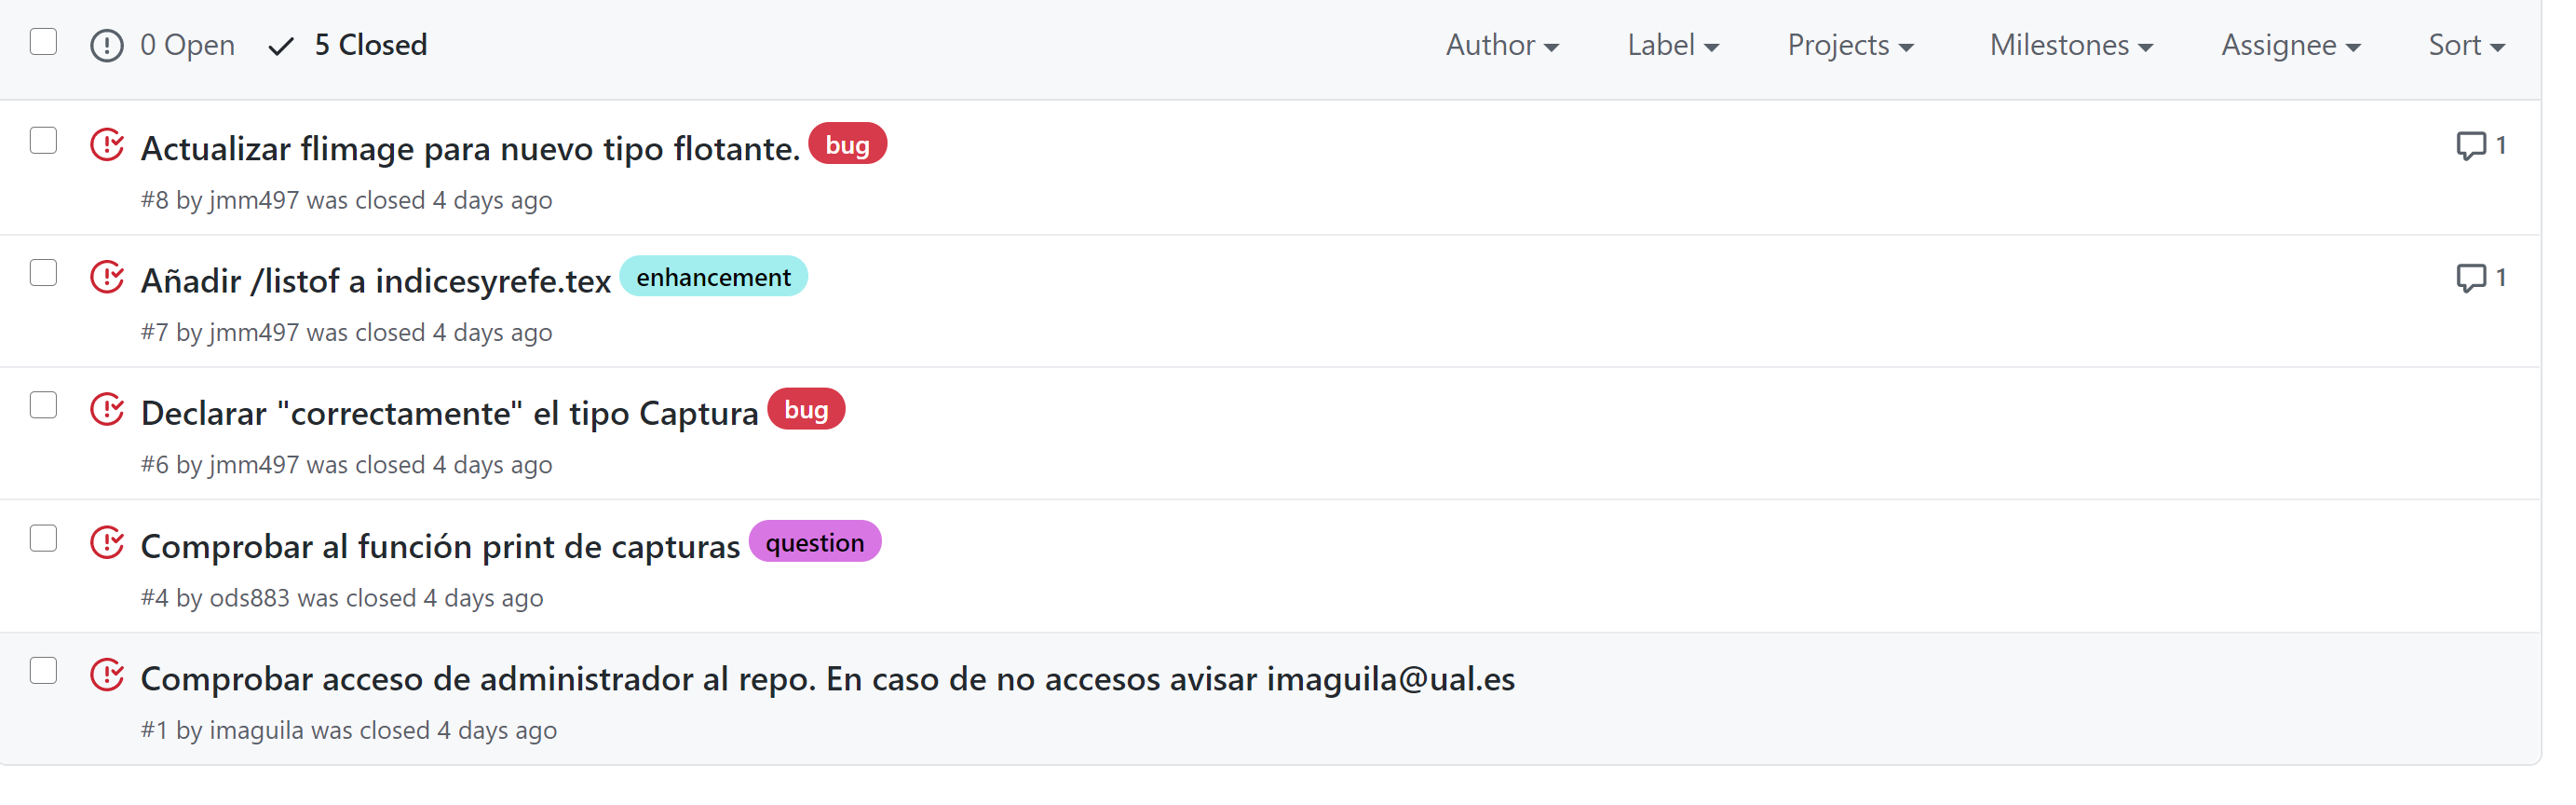 0 Open 5 Closed Author Label Projects Milestones Assignee Sort
Actualizar flimage para nuevo tipo flotante. bug 1
#8 by jmm497 was closed 4 days ago
Añadir /listof a indicesyrefe.tex enhancement 1
#7 by jmm497 was closed 4 days ago
Declarar "correctamente" el tipo Captura bug
#6 by jmm497 was closed 4 days ago
Comprobar al función print de capturas question
#4 by ods883 was closed 4 days ago
Comprobar acceso de administrador al repo. En caso de no accesos avisar imaguila@ual.es
#1 by imaguila was closed 4 days ago